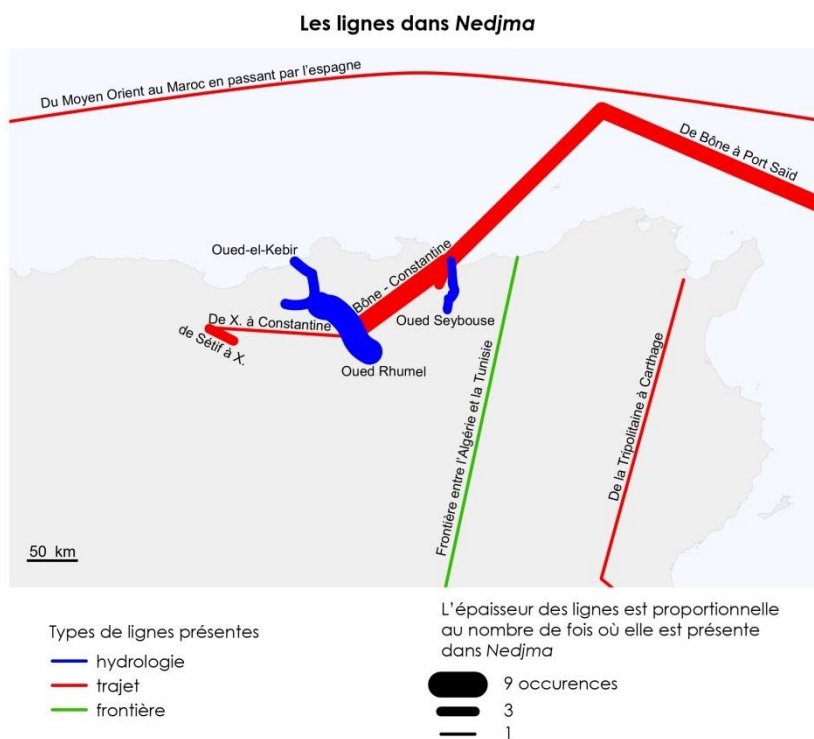 Les lignes dans Nedjma
Du Moyen Orient au Maroc en passant par l'espagne
De Bône à Port Saïd
Oued-el-Kebir
Bône - Constantine
De X. à Constantine
de Sétif à X.
Oued Seybouse
Oued Rhumel
Frontière entre l'Algérie et la Tunisie
De la Tripolitaine à Carthage
50 km
Types de lignes présentes
hydrologie
trajet
frontière
L'épaisseur des lignes est proportionnelle
au nombre de fois où elle est présente
dans Nedjma
9 occurences
3
1